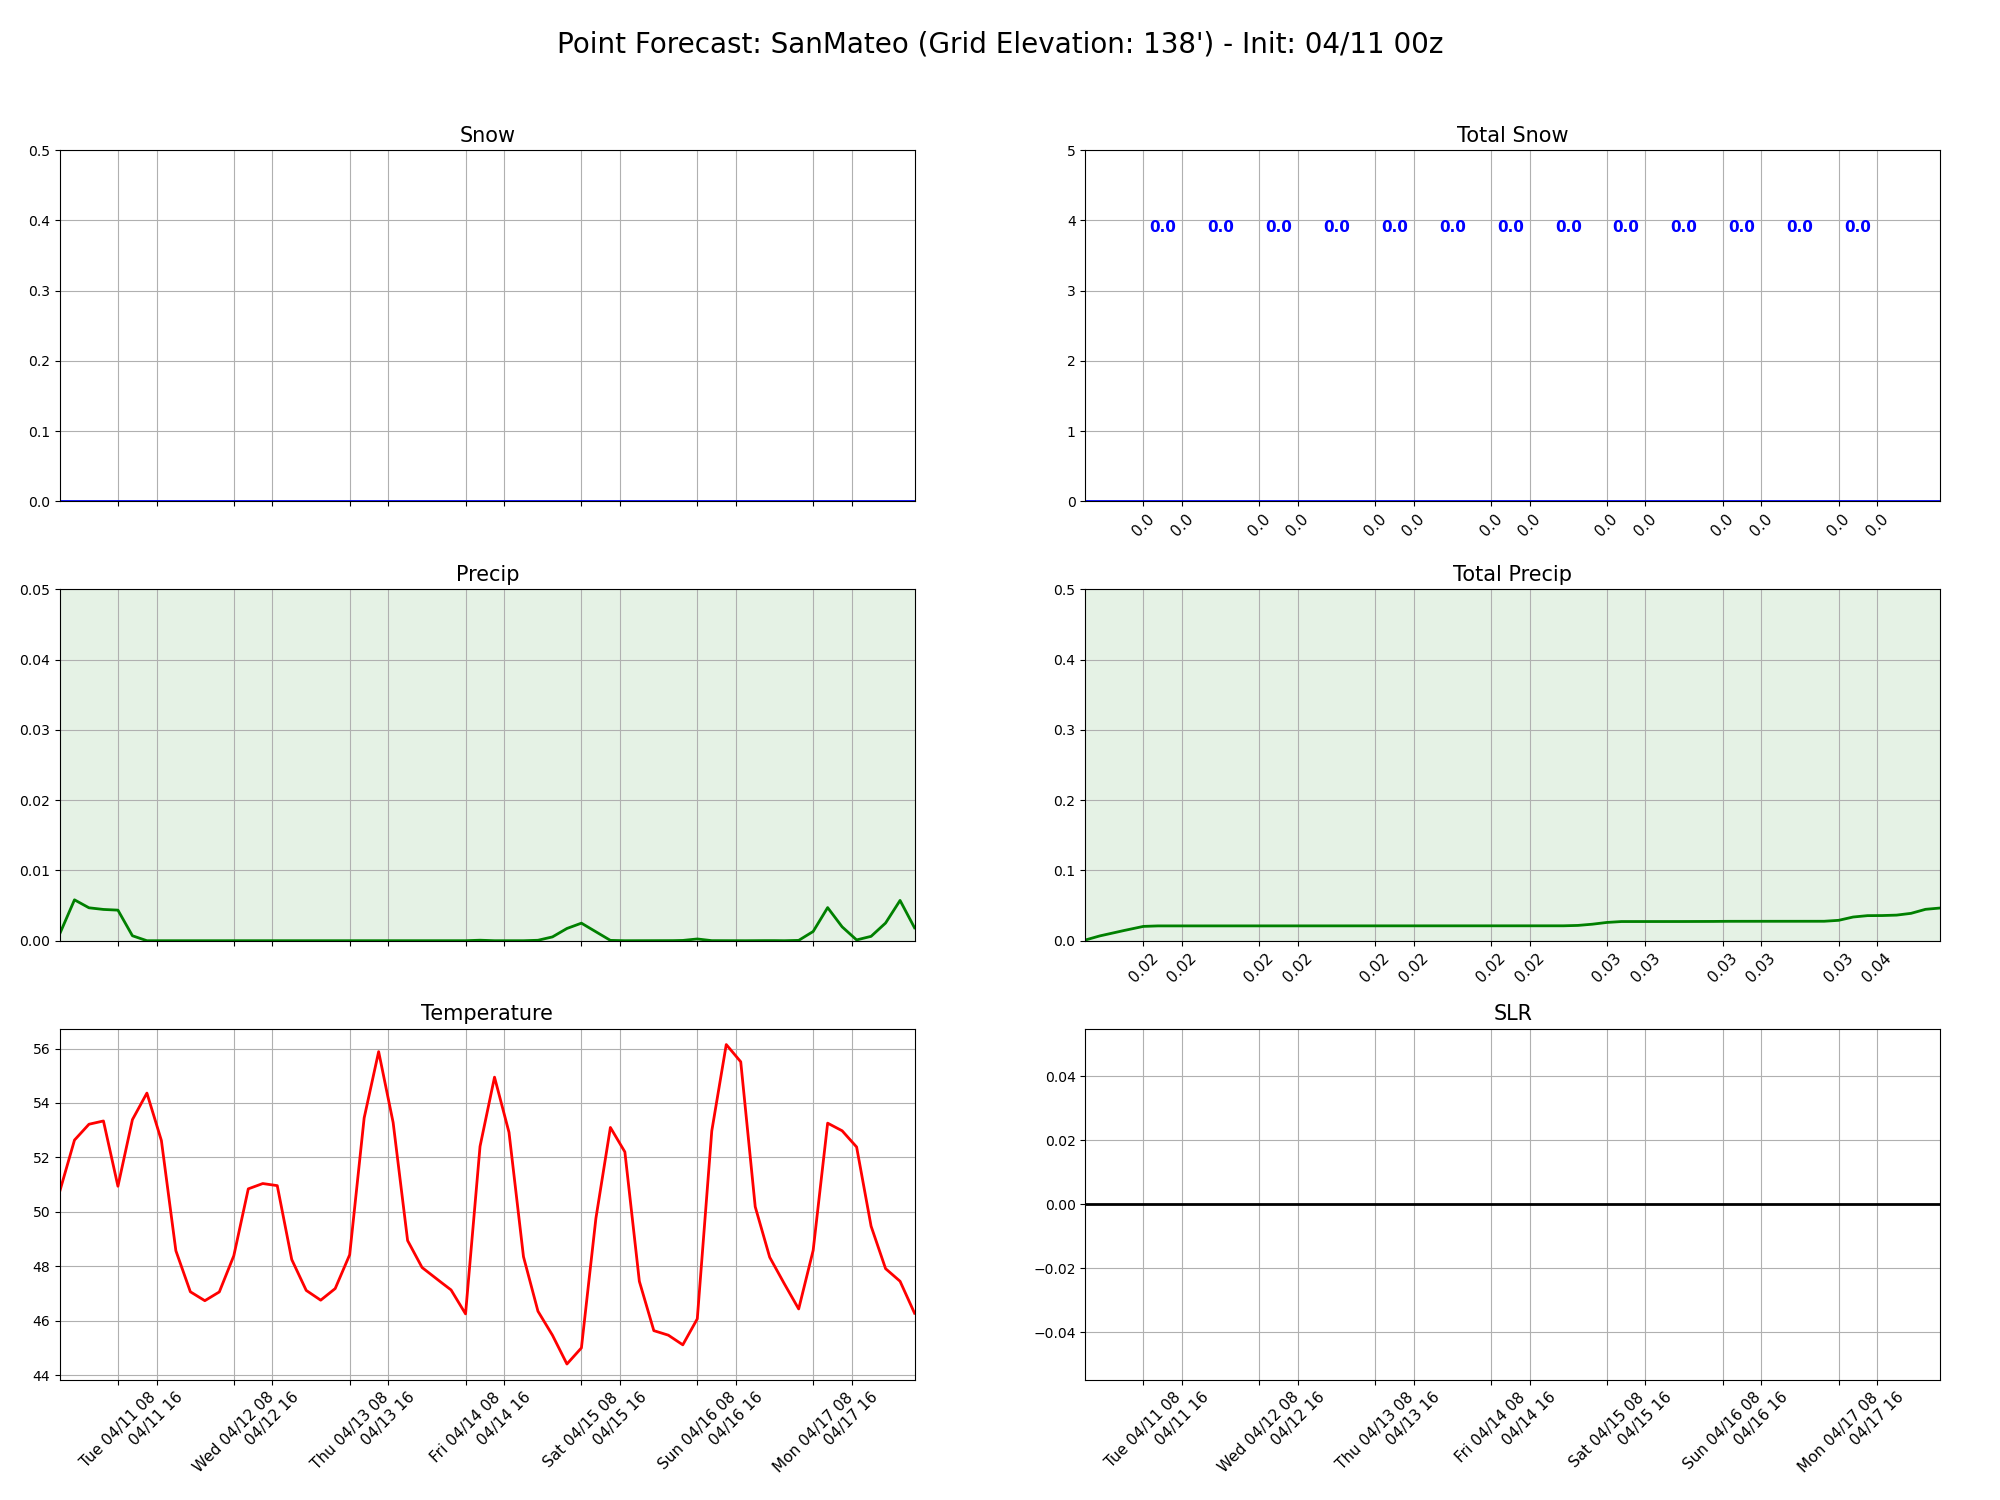 Point Forecast: SanMateo (Grid Elevation: 138') - Init: 04/11 00z
Snow
0.5
0.4
0.3
0.2
0.1
0.0
Total Snow
5
4
3
2
1
0
0.0 0.0 0.0 0.0 0.0 0.0 0.0 0.0 0.0 0.0 0.0 0.0 0.0
0.0 0.0 0.0 0.0 0.0 0.0 0.0 0.0 0.0 0.0 0.0 0.0 0.0 0.0
Precip
0.05
0.04
0.03
0.02
0.01
0.00
Total Precip
0.5
0.4
0.3
0.2
0.1
0.0
0.02 0.02 0.02 0.02 0.02 0.02 0.02 0.02 0.03 0.03 0.03 0.03 0.03 0.04
Temperature
56
54
52
50
48
46
44
Tue 04/11 08
04/11 16
Wed 04/12 08
04/12 16
Thu 04/13 08
04/13 16
Fri 04/14 08
04/14 16
Sat 04/15 08
04/15 16
Sun 04/16 08
04/16 16
Mon 04/17 08
04/17 16
SLR
0.04
0.02
0.00
−0.02
−0.04
Tue 04/11 08
04/11 16
Wed 04/12 08
04/12 16
Thu 04/13 08
04/13 16
Fri 04/14 08
04/14 16
Sat 04/15 08
04/15 16
Sun 04/16 08
04/16 16
Mon 04/17 08
04/17 16